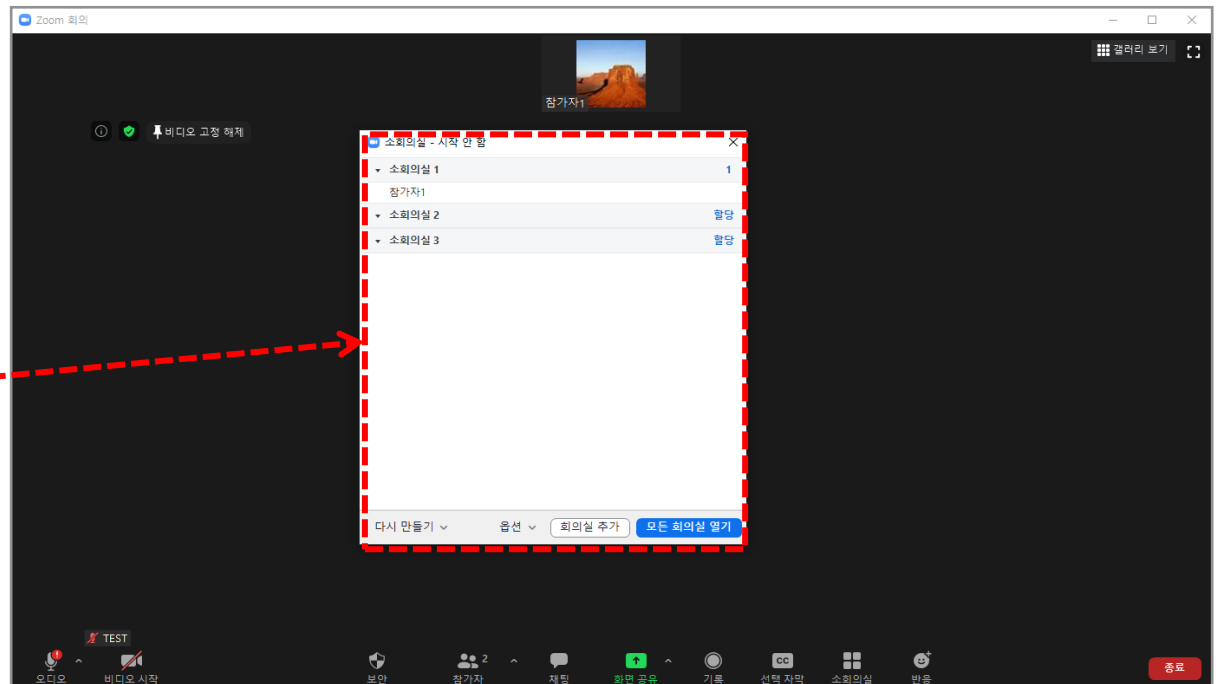 Zoom 회의
갤러리 보기
참가자1
비디오 고정 해제
소회의실 - 시작 안 함
소회의실 1 1
참가자1
소회의실 2 할당
소회의실 3 할당
다시 만들기 옵션 회의실 추가 모든 회의실 열기
TEST
오디오 비디오 시작 보안 참가자 2 채팅 화면 공유 기록 CC 선택 자막 소회의실 반응 종료